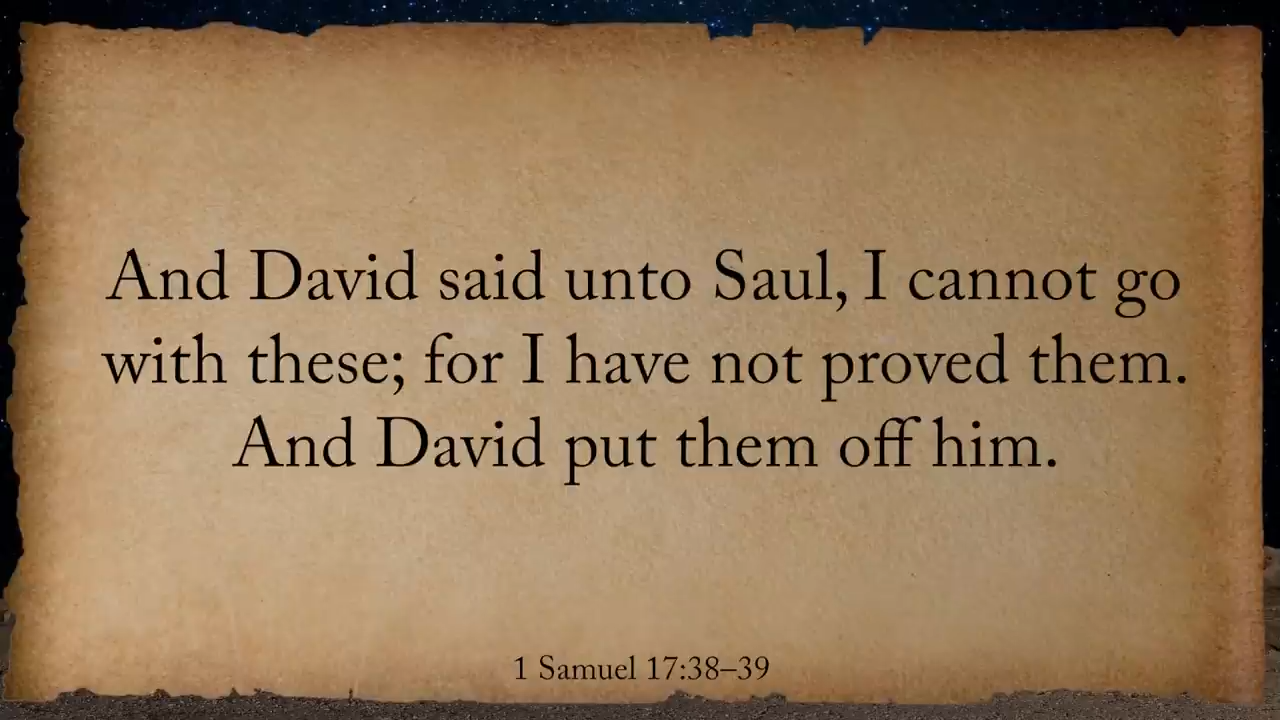 And David said unto Saul, I cannot go
with these; for I have not proved them.
And David put them off him.
1 Samuel 17:38–39